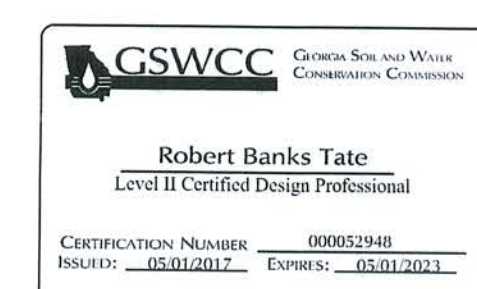 GSWCC GEORGIA SOIL AND WATER
CONSERVATION COMMISSION
Robert Banks Tate
Level II Certified Design Professional
CERTIFICATION NUMBER 000052948
ISSUED: 05/01/2017 EXPIRES: 05/01/2023